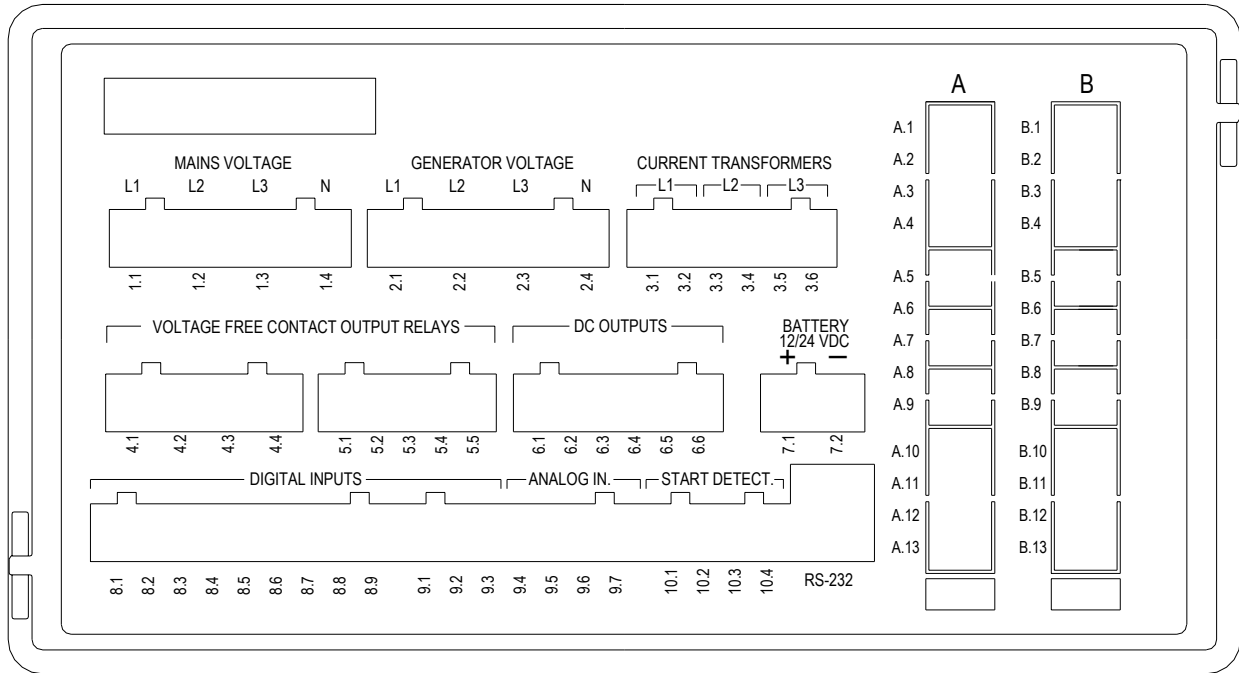 A B
MAINS VOLTAGE GENERATOR VOLTAGE CURRENT TRANSFORMERS
L1 L2 L3 N L1 L2 L3 N L1 L2 L3
1.1 1.2 1.3 1.4 2.1 2.2 2.3 2.4 3.1 3.2 3.3 3.4 3.5 3.6
VOLTAGE FREE CONTACT OUTPUT RELAYS DC OUTPUTS BATTERY
12/24 VDC
+ −
4.1 4.2 4.3 4.4 5.1 5.2 5.3 5.4 5.5 6.1 6.2 6.3 6.4 6.5 6.6 7.1 7.2
DIGITAL INPUTS ANALOG IN. START DETECT.
8.1 8.2 8.3 8.4 8.5 8.6 8.7 8.8 8.9 9.1 9.2 9.3 9.4 9.5 9.6 9.7 10.1 10.2 10.3 10.4 RS-232
A.1 B.1
A.2 B.2
A.3 B.3
A.4 B.4
A.5 B.5
A.6 B.6
A.7 B.7
A.8 B.8
A.9 B.9
A.10 B.10
A.11 B.11
A.12 B.12
A.13 B.13